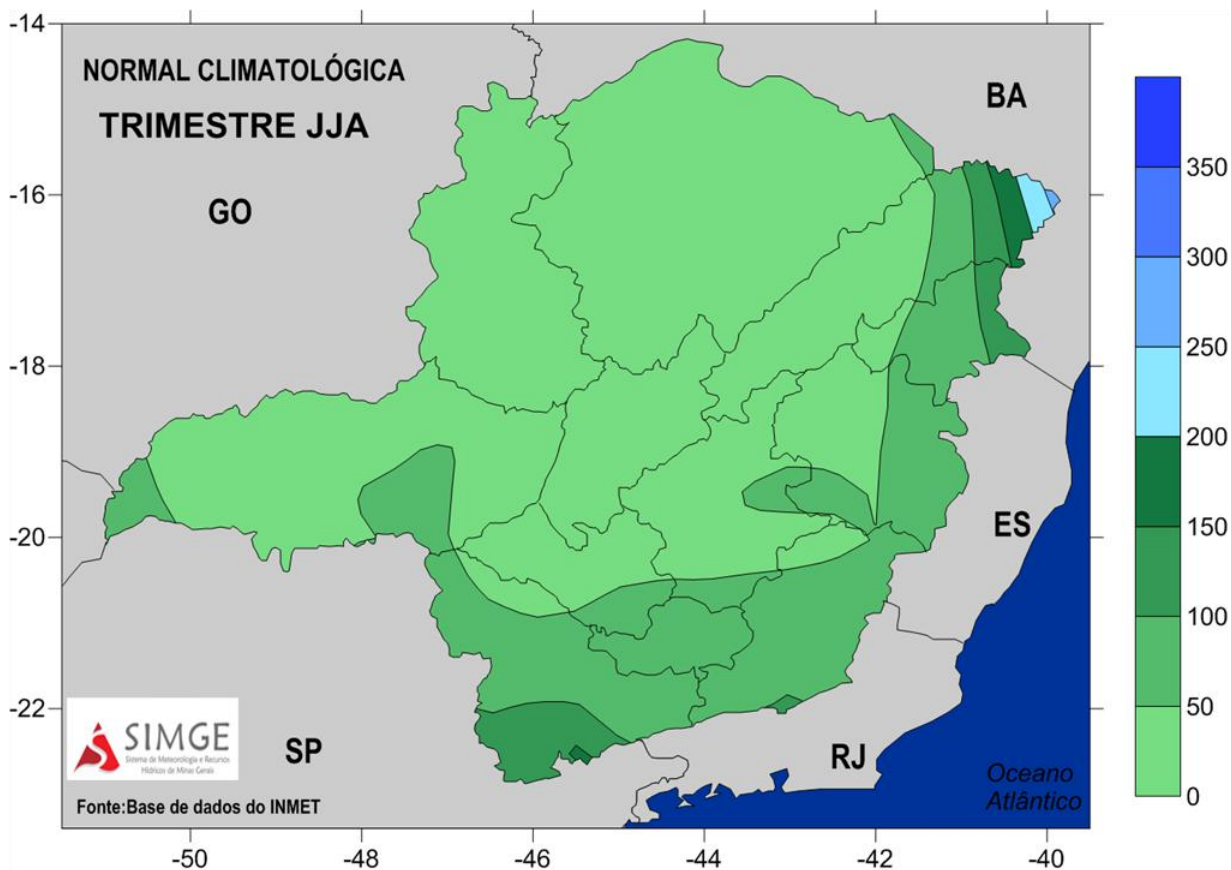 NORMAL CLIMATOLÓGICA
TRIMESTRE JJA
BA
GO
ES
SP
RJ
Oceano
Atlântico
SIMGE
Sistema de Meteorologia e Recursos
Hídricos de Minas Gerais
Fonte:Base de dados do INMET
-14
-16
-18
-20
-22
-50
-48
-46
-44
-42
-40
350
300
250
200
150
100
50
0